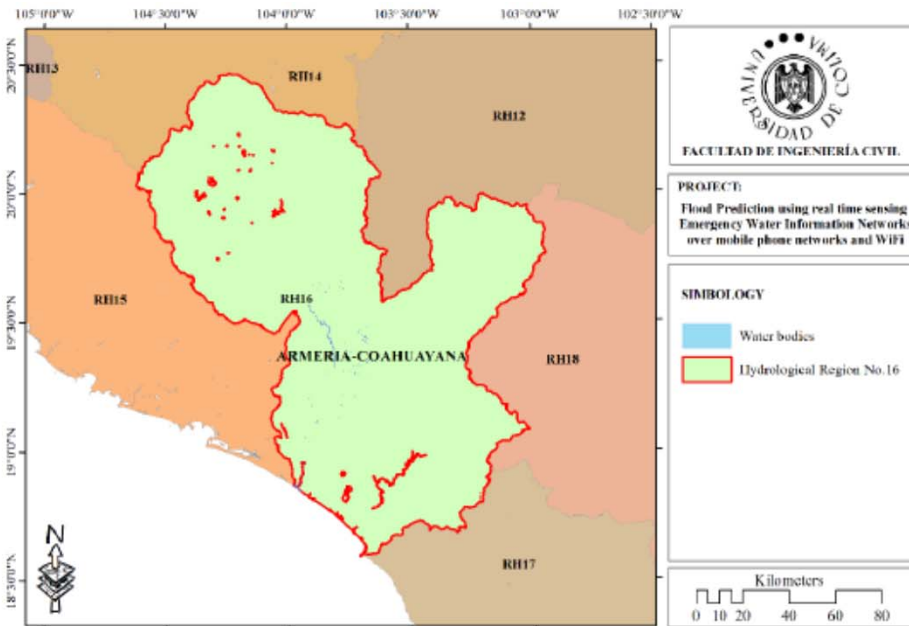 105°0'0"W 104°30'0"W 104°0'0"W 103°30'0"W 103°0'0"W 102°30'0"W
20°30'0"N
20°0'0"N
19°30'0"N
19°0'0"N
18°30'0"N
RH13
RH14
RH12
RH15
RH16
ARMERIA-COAHUAYANA
RH18
RH17
N
UNIVERSIDAD DE COLIMA
FACULTAD DE INGENIERÍA CIVIL
PROJECT:
Flood Prediction using real time sensing
Emergency Water Information Networks
over mobile phone networks and WiFi
SIMBOLOGY
Water bodies
Hydrological Region No.16
Kilometers
0 10 20 40 60 80